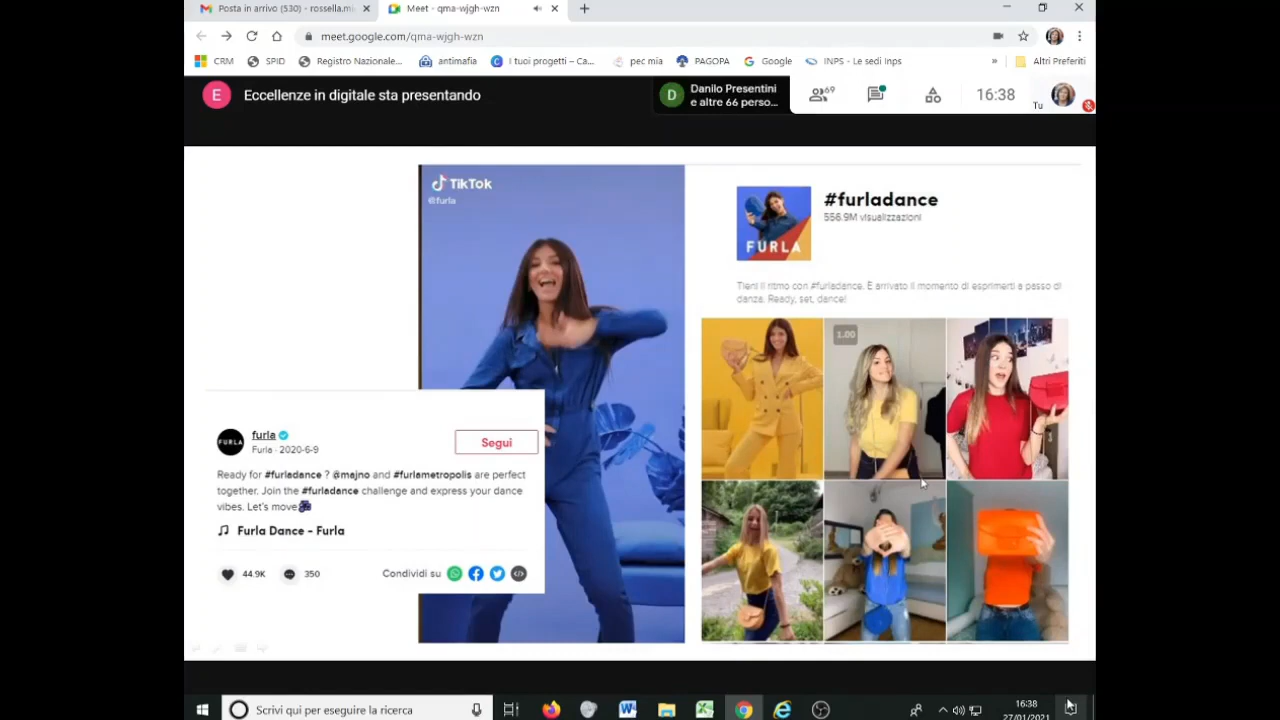 Posta in arrivo (530) - rossella.mi
Meet - qma-wjgh-wzn
meet.google.com/qma-wjgh-wzn
CRM
SPID
Registro Nazionale...
antimafia
I tuoi progetti – Ca...
pec mia
PAGOPA
Google
INPS - Le sedi Inps
»
Altri Preferiti
E
Eccellenze in digitale sta presentando
D
Danilo Presentini
e altre 66 perso...
69
16:38
Tu
TikTok
@furla
FURLA
#furladance
556.9M visualizzazioni
Tieni il ritmo con #furladance. È arrivato il momento di esprimerti a passo di
danza. Ready, set, dance!
1.00
FURLA
furla
Furla · 2020-6-9
Segui
Ready for #furladance ? @majno and #furlametropolis are perfect
together. Join the #furladance challenge and express your dance
vibes. Let's move
Furla Dance - Furla
44.9K
350
Condividi su
Scrivi qui per eseguire la ricerca
16:38
27/01/2021